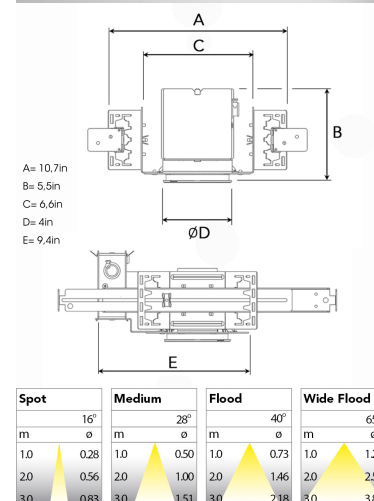 A
C
B
A= 10,7in
B= 5,5in
C= 6,6in
D= 4in
E= 9,4in
ØD
E
Spot
16°
m ø
1.0 0.28
2.0 0.56
3.0 0.83
Medium
28°
m ø
1.0 0.50
2.0 1.00
3.0 1.51
Flood
40°
m ø
1.0 0.73
2.0 1.46
3.0 2.18
Wide Flood
m ø
1.0
2.0
3.0